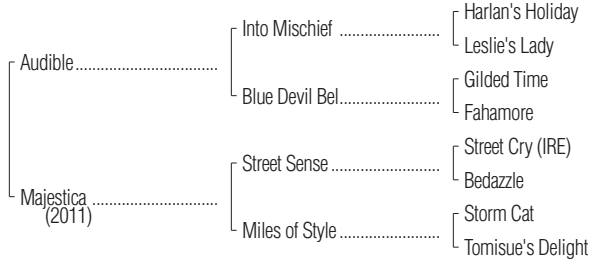 Harlan's Holiday
Into Mischief ........................
Leslie's Lady
Audible..................................
Gilded Time
Blue Devil Bel........................
Fahamore
Street Cry (IRE)
Street Sense ..........................
Bedazzle
Majestica ..............................
(2011)
Storm Cat
Miles of Style ........................
Tomisue's Delight